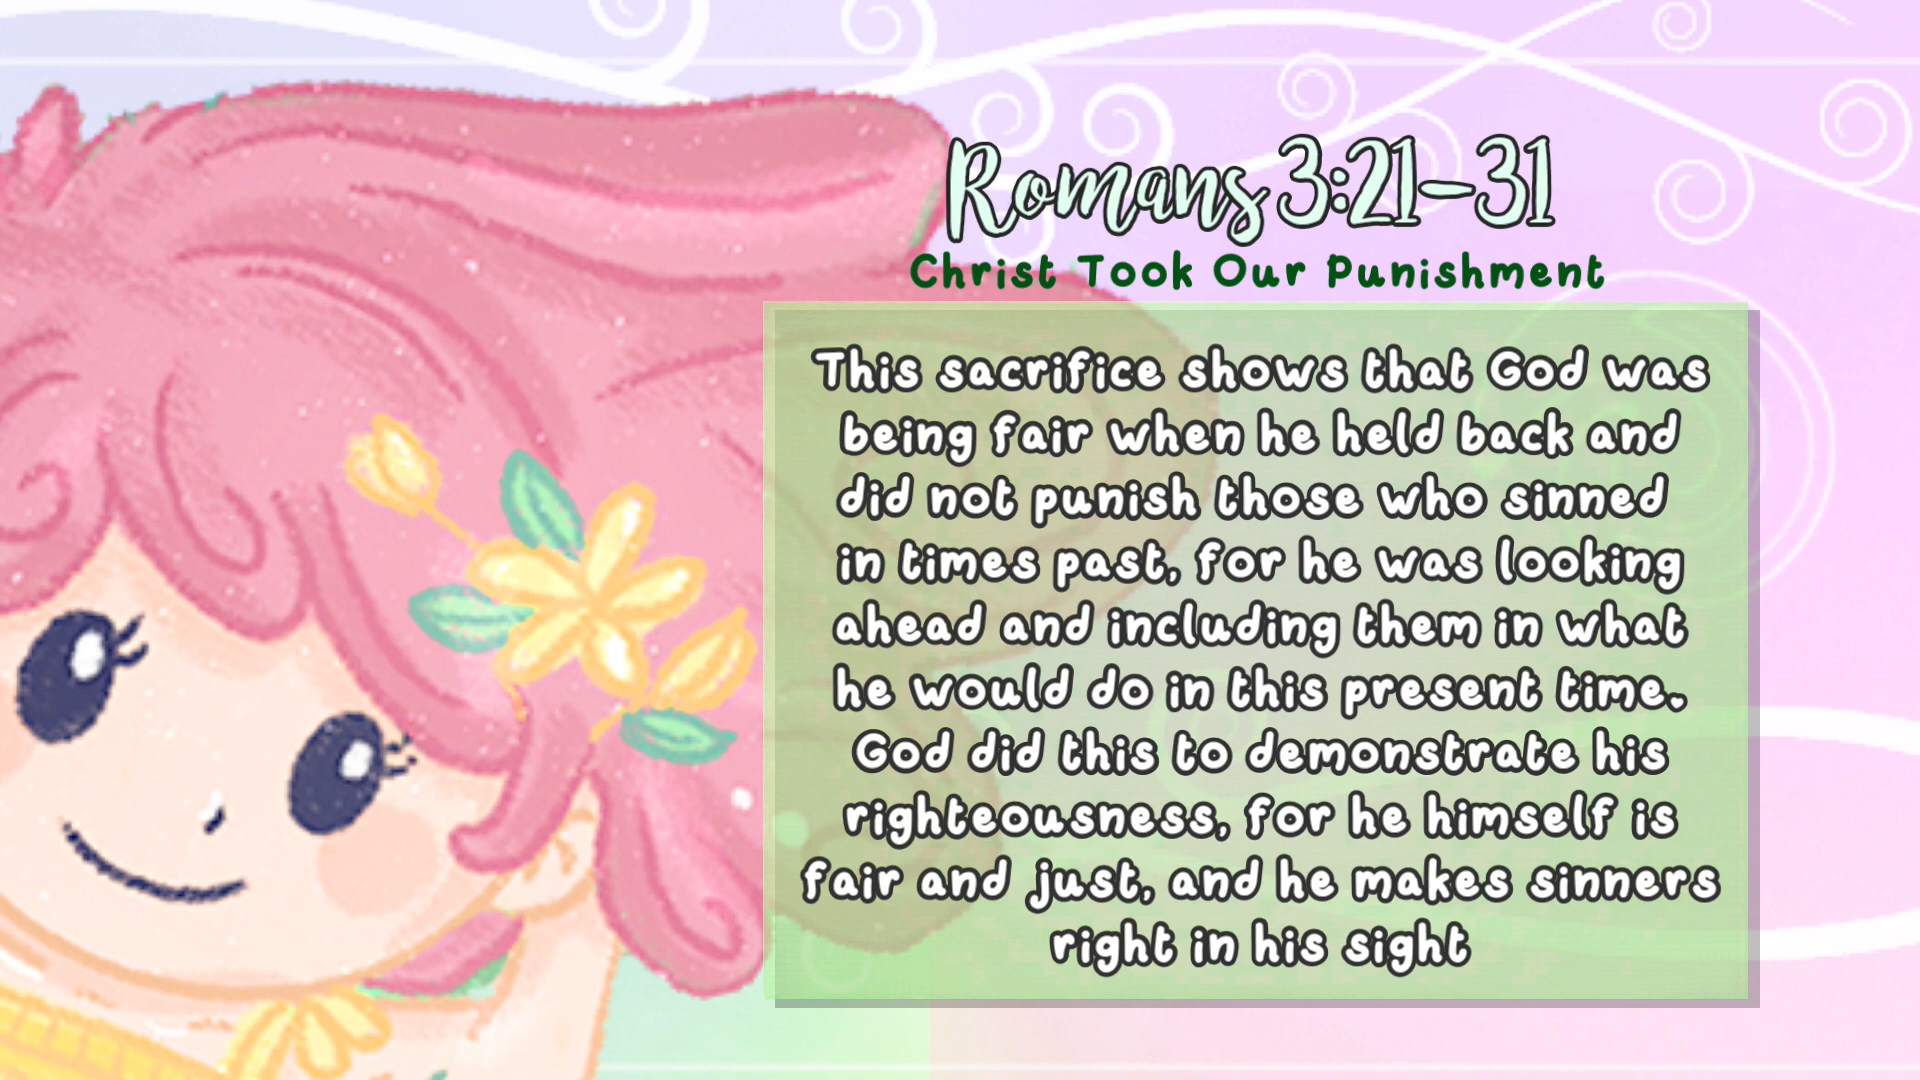 Romans 3:21-31
Christ Took Our Punishment
This sacrifice shows that God was
being fair when he held back and
did not punish those who sinned
in times past, for he was looking
ahead and including them in what
he would do in this present time.
God did this to demonstrate his
righteousness, for he himself is
fair and just, and he makes sinners
right in his sight